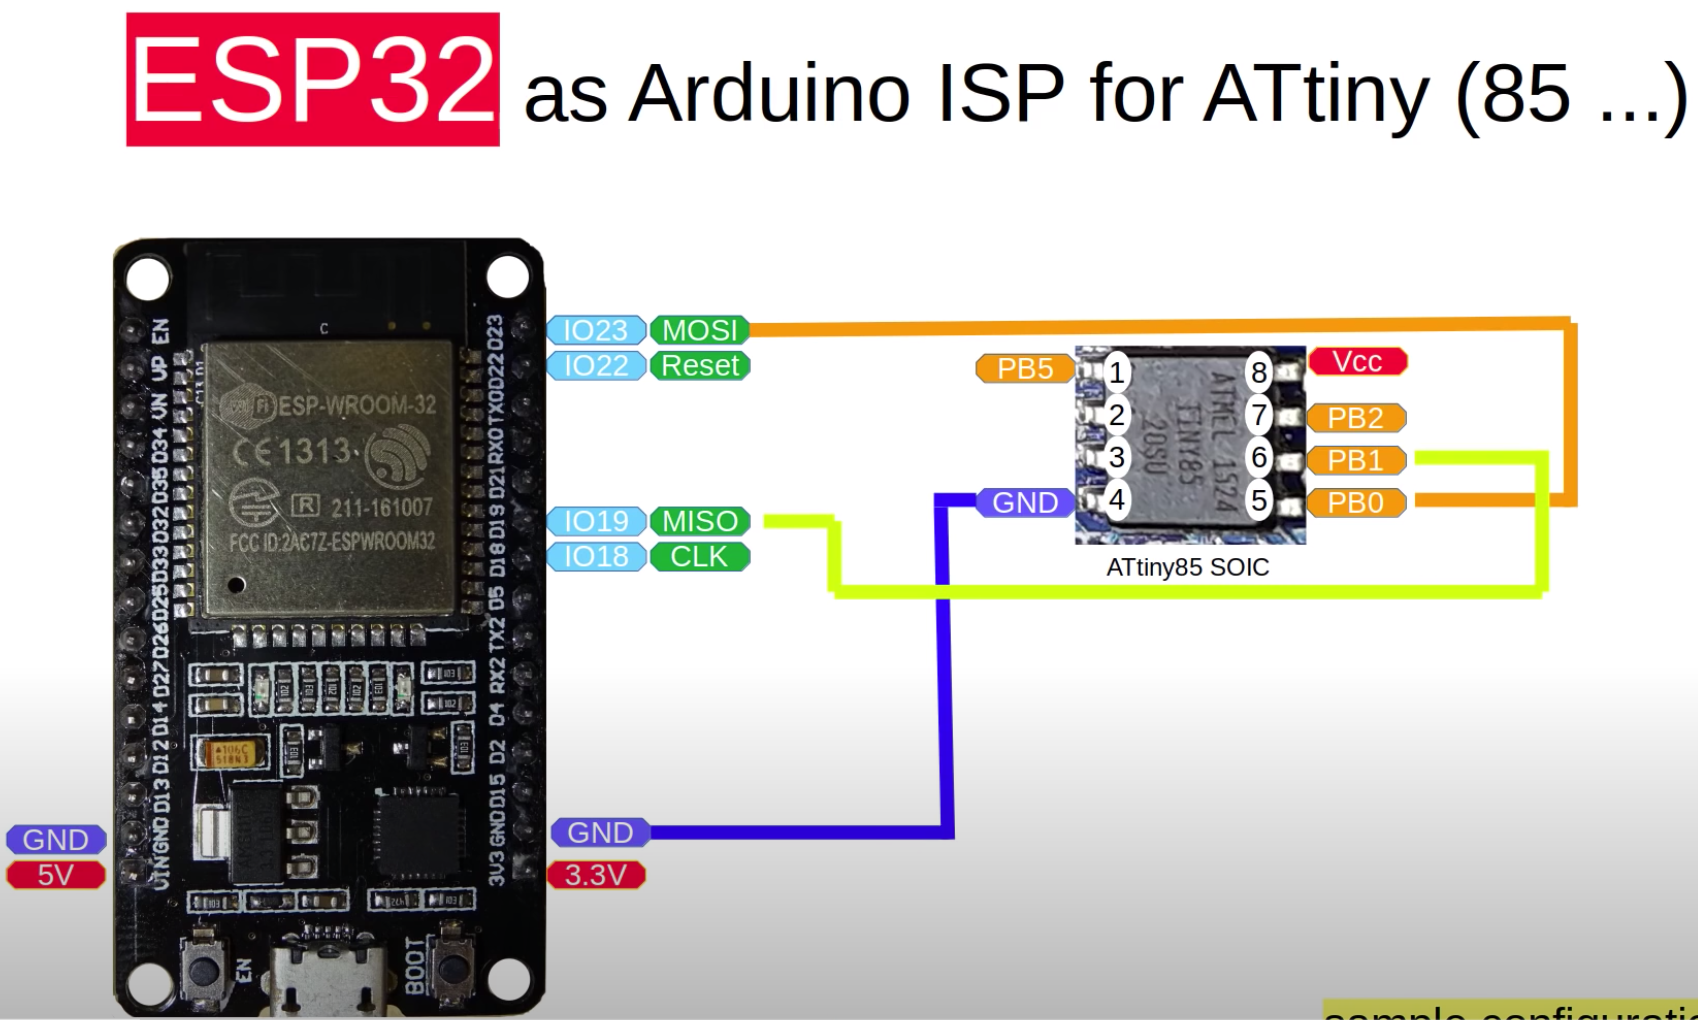 ESP32 as Arduino ISP for ATtiny (85 ...)
EN
VP
VN
D34
D35
D32
D33
D25
D26
D27
D14
D12
D13
GND
VIN
D23
D22
TX0
RX0
D21
D19
D18
D5
TX2
RX2
D4
D2
D15
GND
3V3
C
ESP-WROOM-32
CE1313
R 211-161007
FCC ID:2AC7Z-ESPWROOM32
EN
BOOT
IO23 MOSI
IO22 Reset
IO19 MISO
IO18 CLK
GND
5V
GND
3.3V
PB5
GND
1
2
3
4
8
7
6
5
ATMEL 1524
TINY85
20SU
Vcc
PB2
PB1
PB0
ATtiny85 SOIC